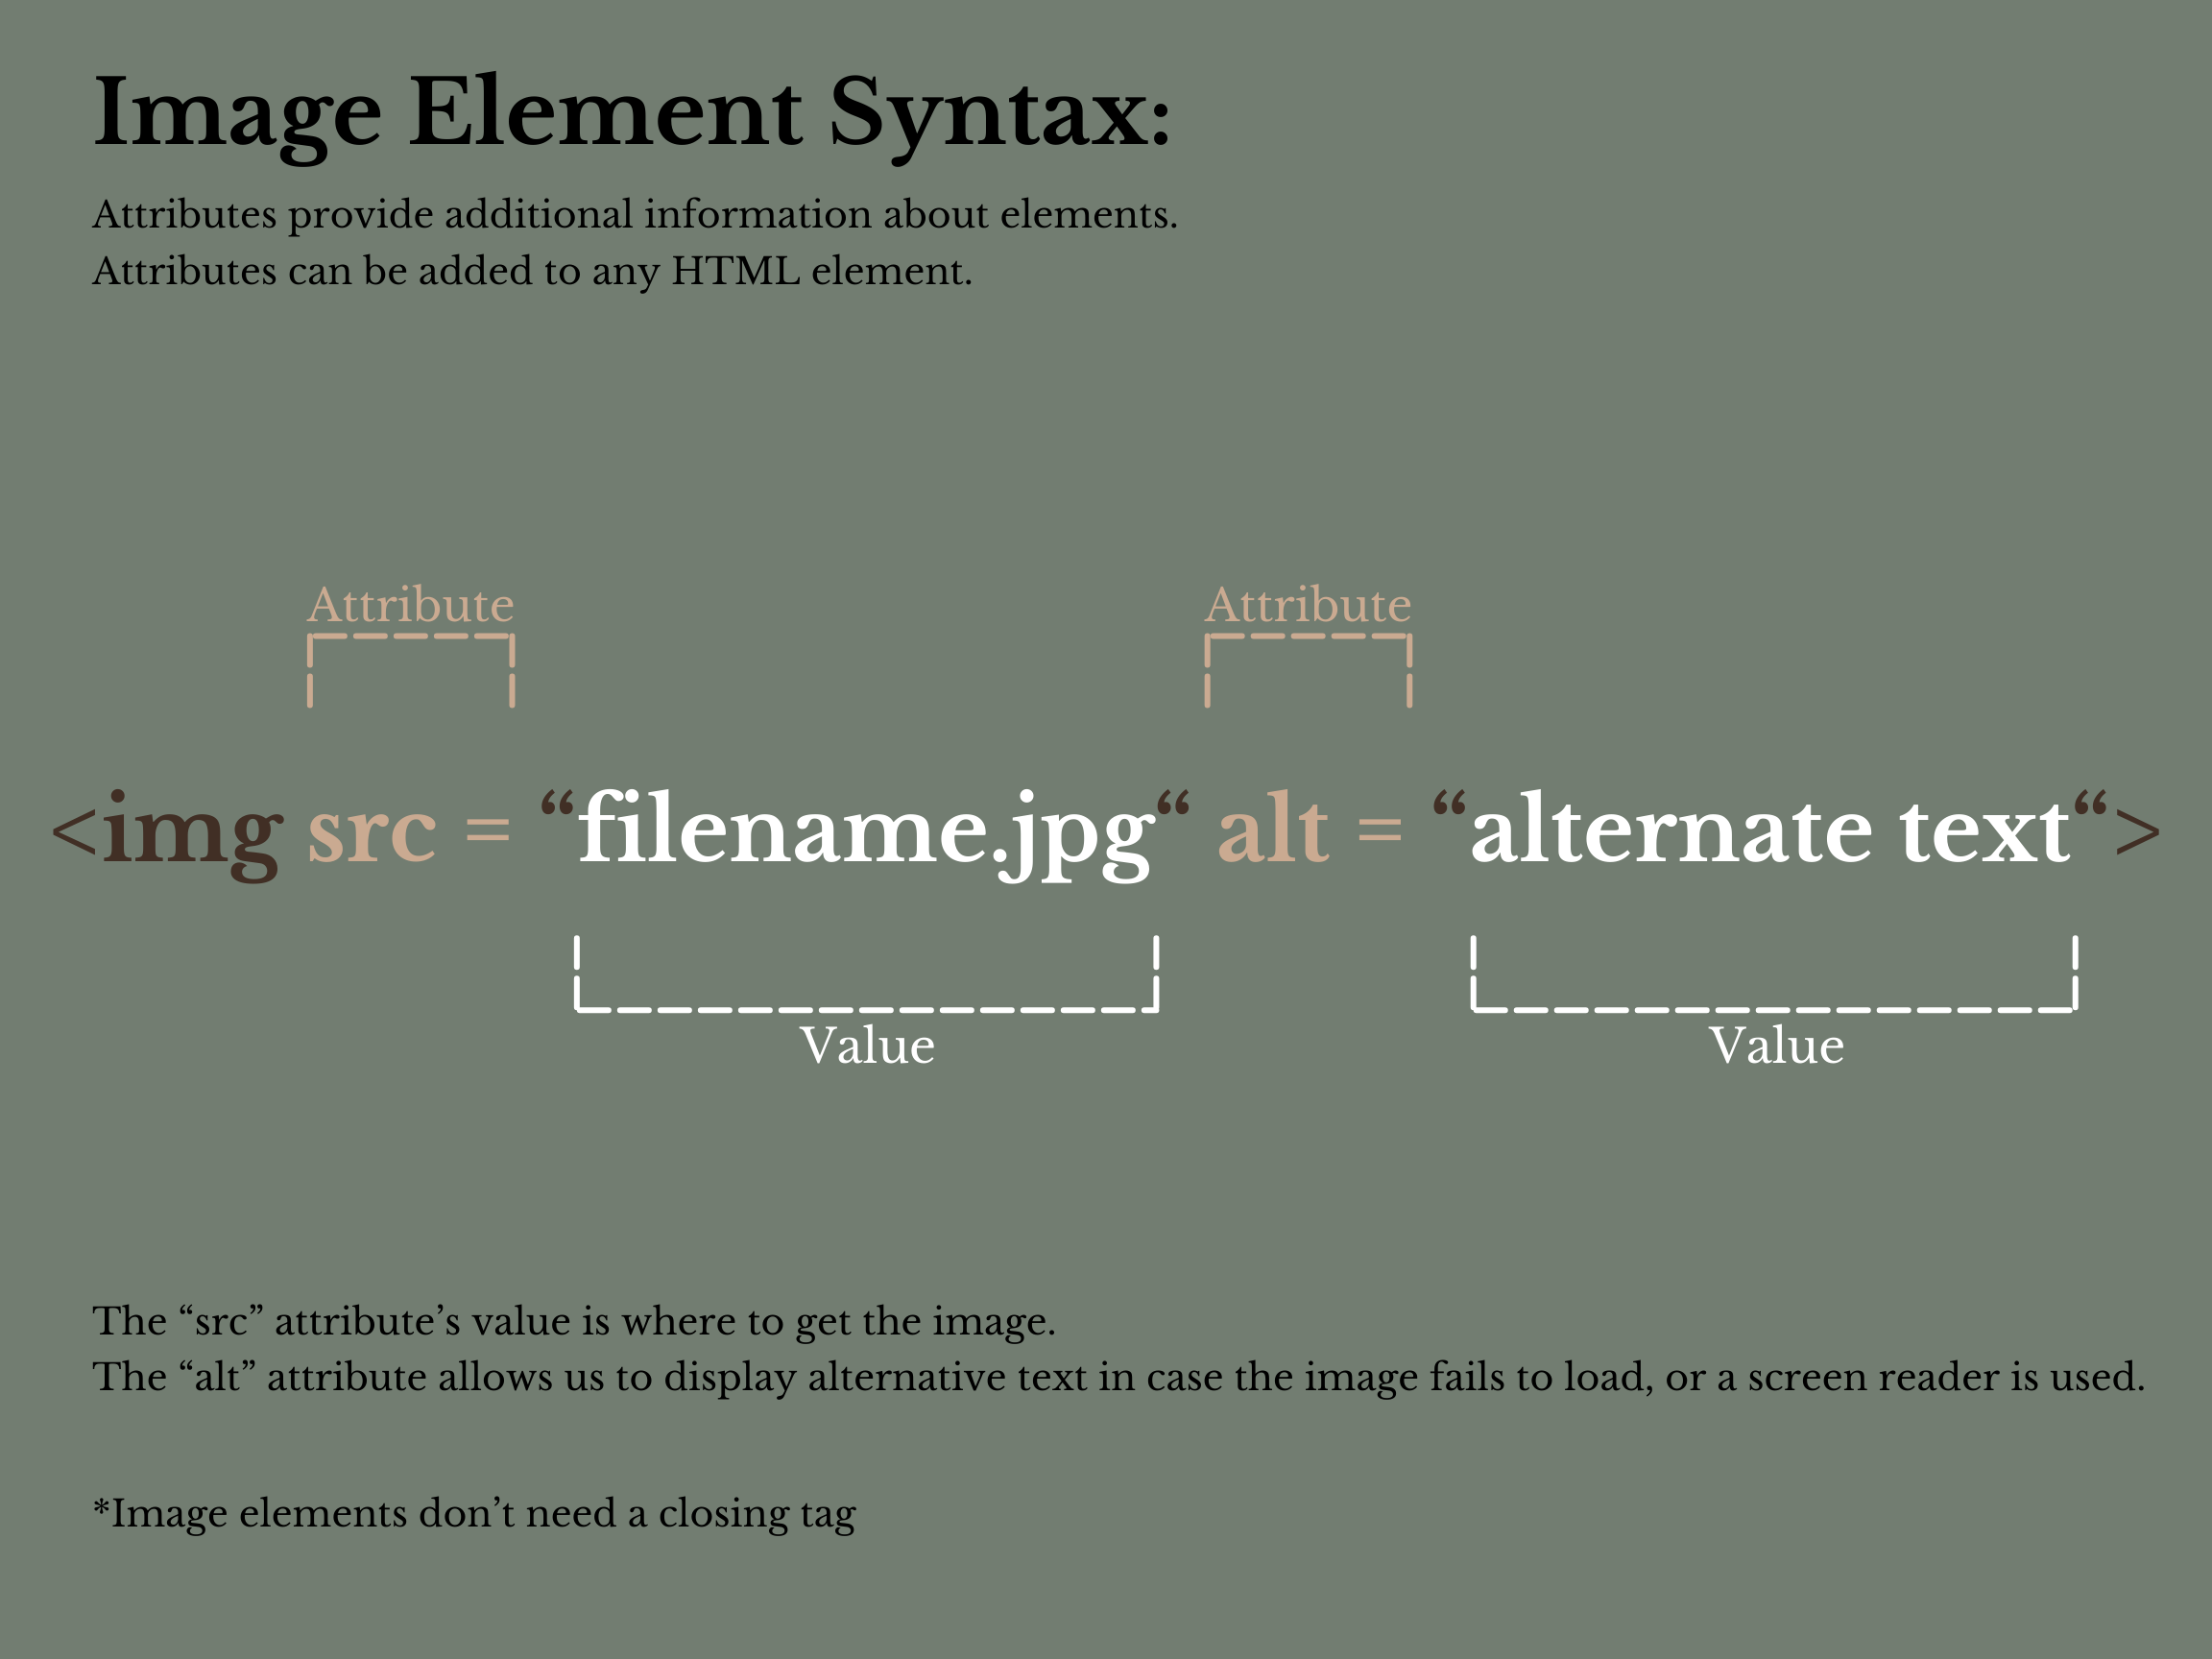 Image Element Syntax:
Attributes provide additional information about elements.
Attributes can be added to any HTML element.
Attribute Attribute
<img src = “filename.jpg“ alt = “alternate text“>
Value Value
The “src” attribute’s value is where to get the image.
The “alt” attribute allows us to display alternative text in case the image fails to load, or a screen reader is used.
*Image elements don’t need a closing tag